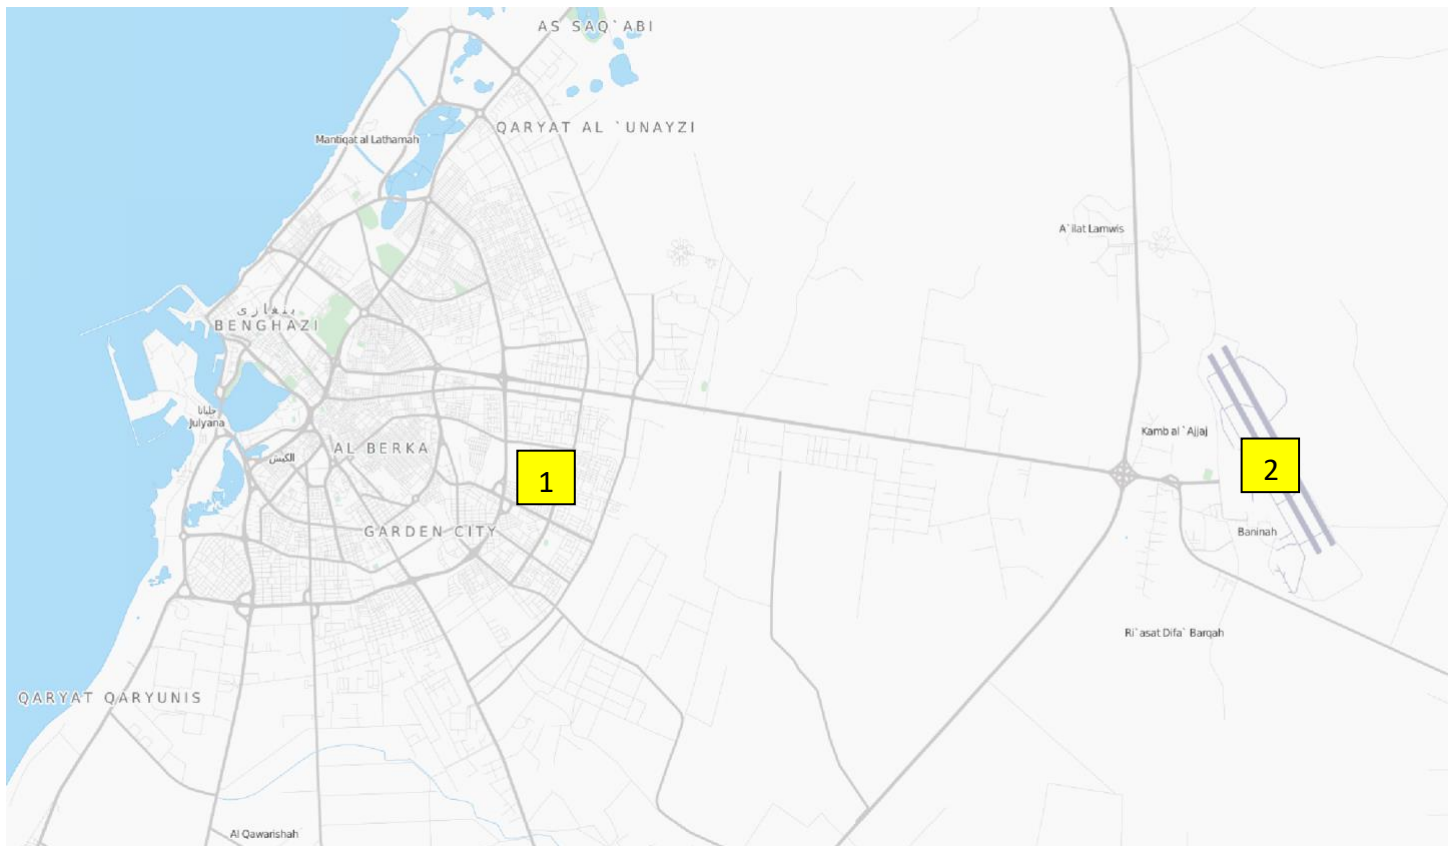 AS SAQ`ABI
QARYAT AL `UNAYZI
Mantiqat al Lathamah
A`ilat Lamwis
بنغازي
BENGHAZI
جليانا
Julyana
Kamb al `Ajjaj
AL BERKA
الكيش
1
2
GARDEN CITY
Baninah
Ri`asat Difa` Barqah
QARYAT QARYUNIS
Al Qawarishah